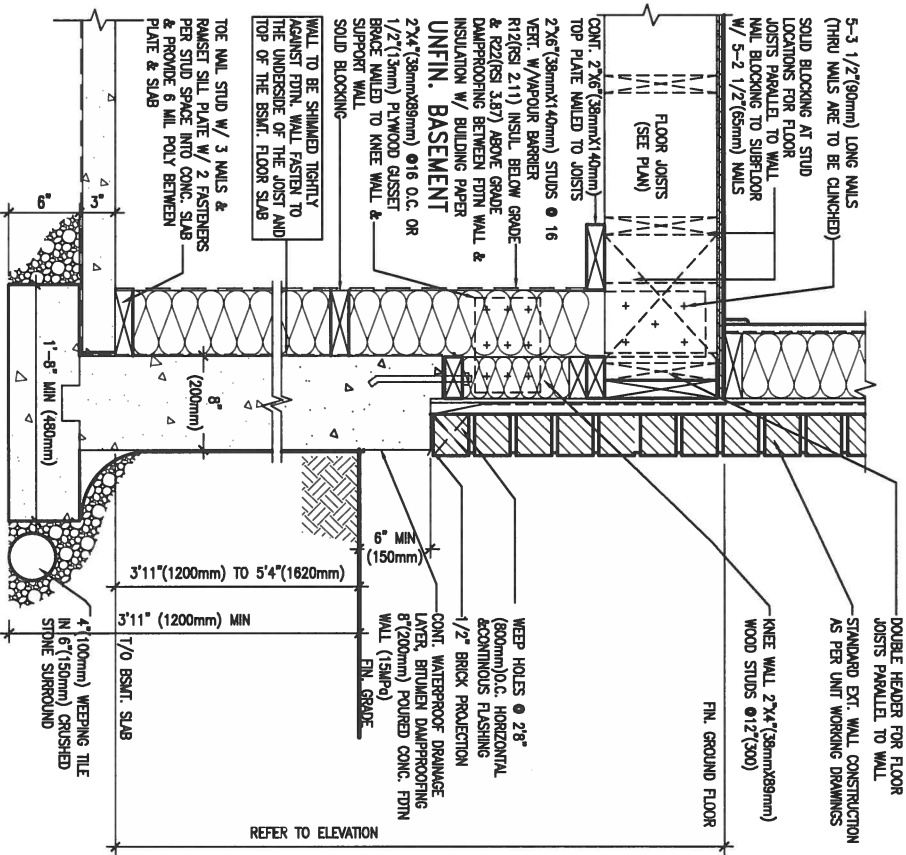 5-3 1/2"(90mm) LONG NAILS
(THRU NAILS ARE TO BE CLINCHED)
SOLID BLOCKING AT STUD
LOCATIONS FOR FLOOR
JOISTS PARALLEL TO WALL
NAIL BLOCKING TO SUBFLOOR
W/ 5-2 1/2"(65mm) NAILS
FLOOR JOISTS
(SEE PLAN)
CONT. 2"X6"(38mmX140mm)
TOP PLATE NAILED TO JOISTS
2"X6"(38mmX140mm) STUDS @ 16
VERT. W/VAPOUR BARRIER
R12(RSI 2.11) INSUL. BELOW GRADE
& R22(RSI 3.87) ABOVE GRADE
DAMPROOFING BETWEEN FDTN WALL &
INSULATION W/ BUILDING PAPER
UNFIN. BASEMENT
2"X4"(38mmX89mm) @16 O.C. OR
1/2"(13mm) PLYWOOD GUSSET
BRACE NAILED TO KNEE WALL &
SUPPORT WALL
SOLID BLOCKING
WALL TO BE SHIMMED TIGHTLY
AGAINST FDTN. WALL FASTEN TO
THE UNDERSIDE OF THE JOIST AND
TOP OF THE BSMT. FLOOR SLAB
TOE NAIL STUD W/ 3 NAILS &
RAMSET SILL PLATE W/ 2 FASTENERS
PER STUD SPACE INTO CONC. SLAB
& PROVIDE 6 MIL POLY BETWEEN
PLATE & SLAB
6"
3"
1'-8" MIN (480mm)
8"
(200mm)
DOUBLE HEADER FOR FLOOR
JOISTS PARALLEL TO WALL
STANDARD EXT. WALL CONSTRUCTION
AS PER UNIT WORKING DRAWINGS
KNEE WALL 2"X4"(38mmX89mm)
WOOD STUDS @12"(300)
FIN. GROUND FLOOR
WEEP HOLES @ 2'8"
(800mm)O.C. HORIZONTAL
&CONTINOUS FLASHING
1/2" BRICK PROJECTION
CONT. WATERPROOF DRAINAGE
LAYER, BITUMEN DAMPPROOFING
8"(200mm) POURED CONC. FDTN
WALL (15MPa)
FIN. GRADE
6" MIN
(150mm)
3'11"(1200mm) TO 5'4"(1620mm)
3'11" (1200mm) MIN
REFER TO ELEVATION
T/O BSMT. SLAB
4"(100mm) WEEPING TILE
IN 6"(150mm) CRUSHED
STONE SURROUND